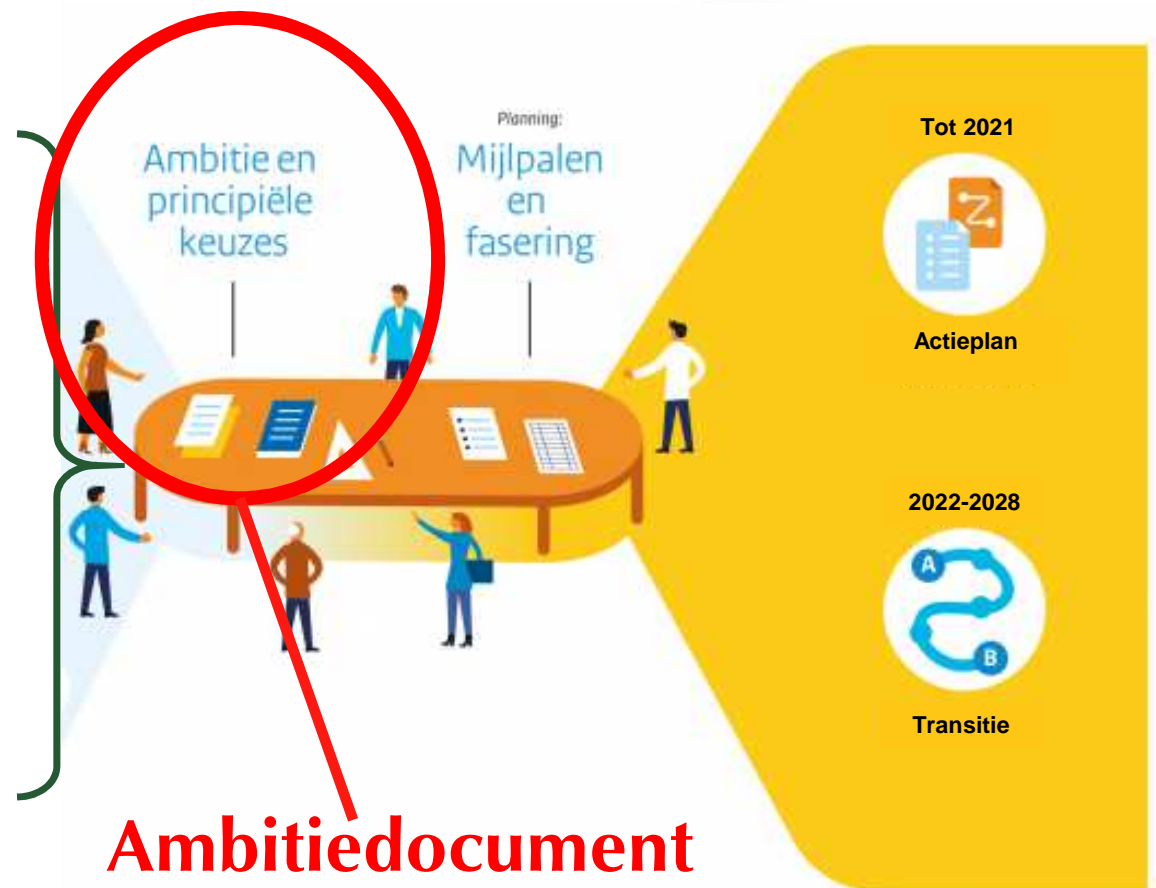 Ambitie en
principiële
keuzes
Planning:
Mijlpalen
en
fasering
Tot 2021
Actieplan
2022-2028
A
B
Transitie
Ambitiedocument